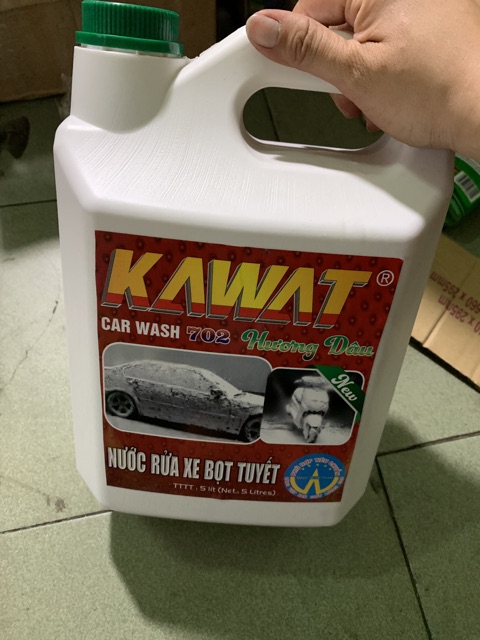 KAWAT ®
CAR WASH 702 Hương Dâu
New
NƯỚC RỬA XE BỌT TUYẾT
TTTT : 5 lít (Net.: 5 Litres)